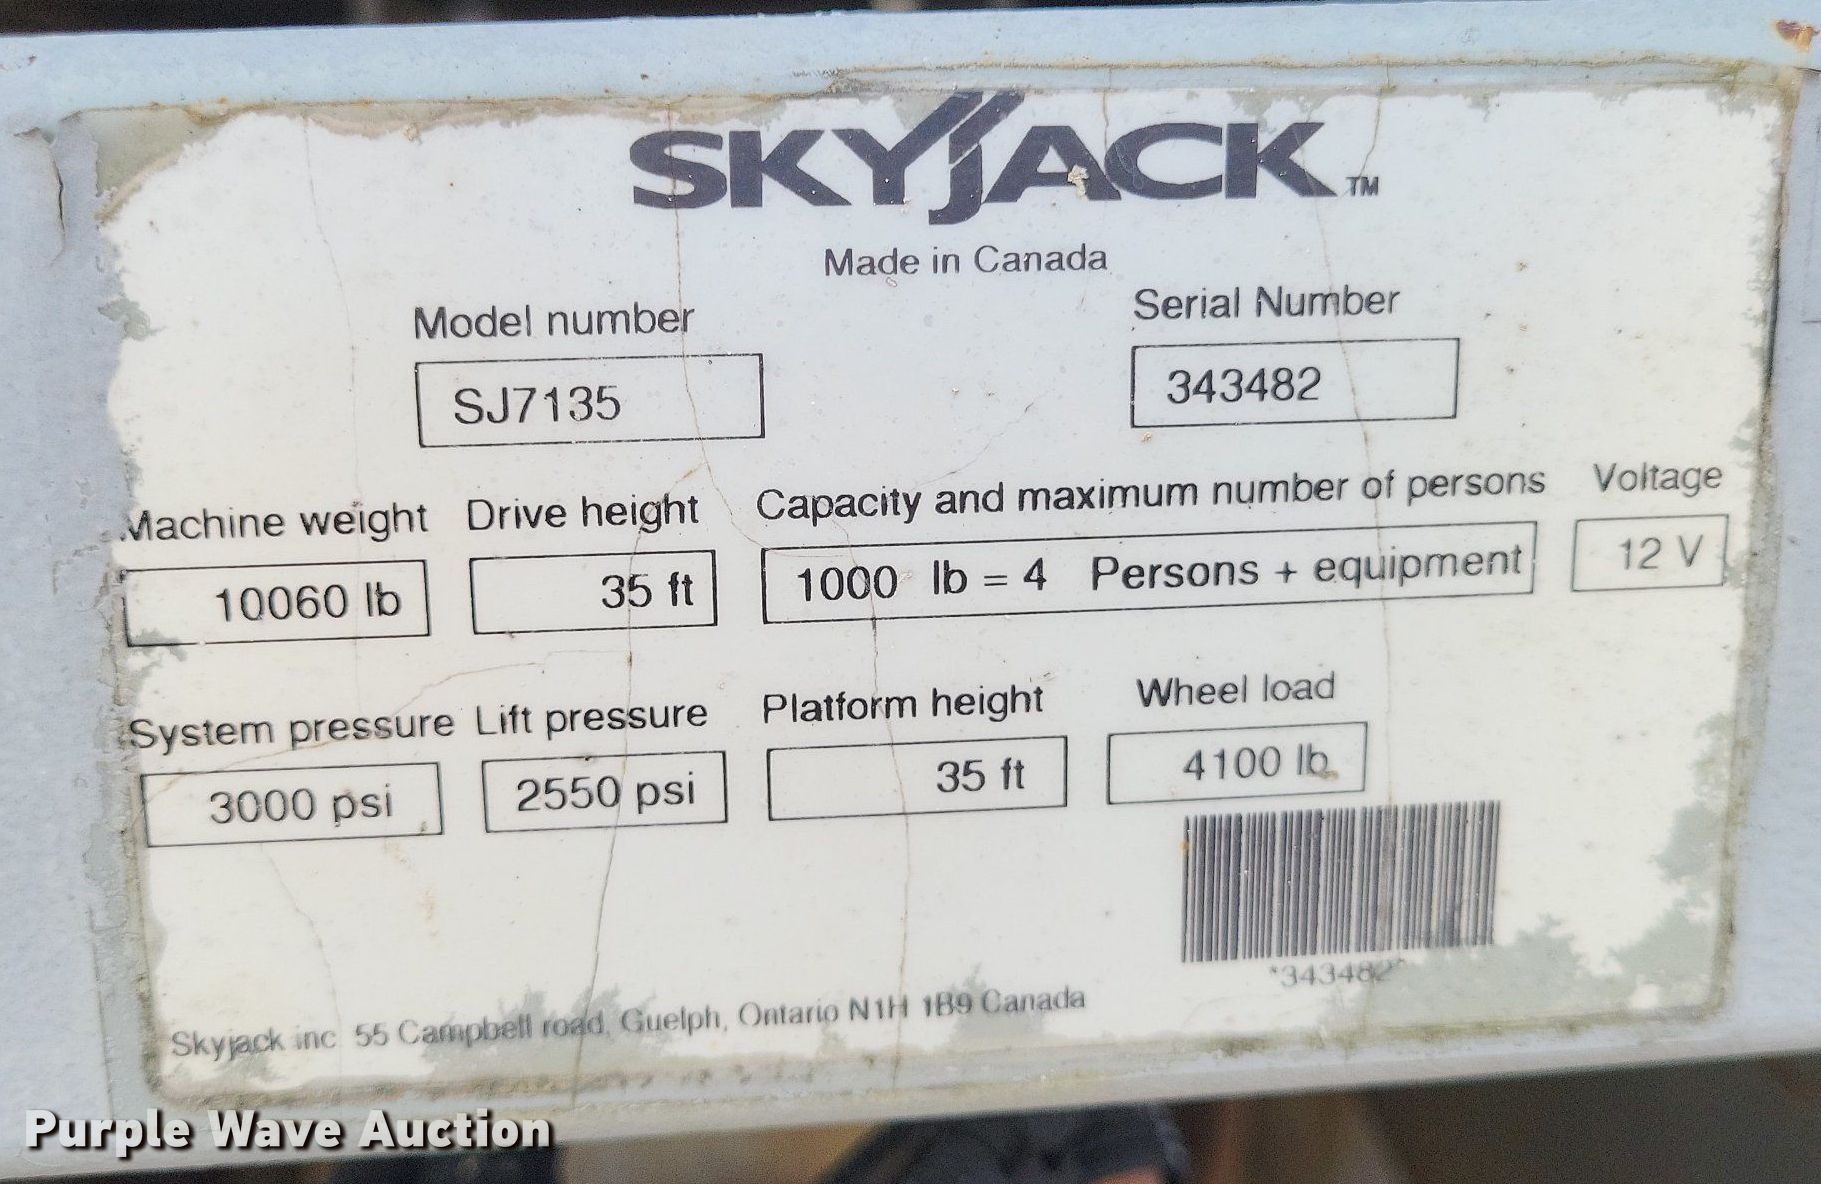 SKYJACK™
Made in Canada
Model number Serial Number
SJ7135 343482
Machine weight Drive height Capacity and maximum number of persons Voltage
10060 lb 35 ft 1000 lb = 4 Persons + equipment 12 V
System pressure Lift pressure Platform height Wheel load
3000 psi 2550 psi 35 ft 4100 lb
*343482*
Skyjack inc 55 Campbell road, Guelph, Ontario N1H 1B9 Canada
Purple Wave Auction